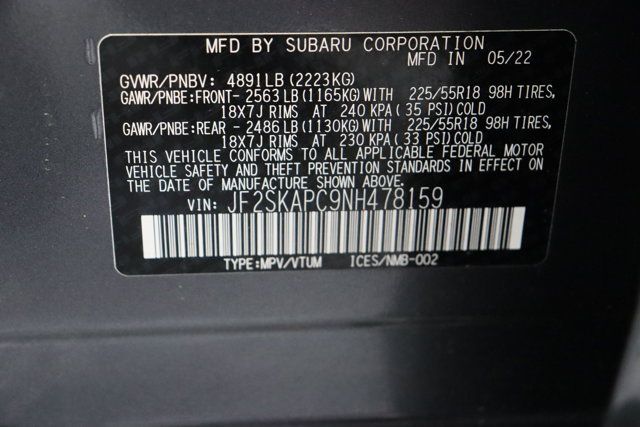 MFD BY SUBARU CORPORATION
MFD IN 05/22
GVWR/PNBV: 4891LB(2223KG)
GAWR/PNBE:FRONT-2563LB(1165KG)WITH 225/55R18 98H TIRES,
18X7J RIMS AT 240 KPA(35 PSI)COLD
GAWR/PNBE:REAR -2486LB(1130KG)WITH 225/55R18 98H TIRES,
18X7J RIMS AT 230 KPA(33 PSI)COLD
THIS VEHICLE CONFORMS TO ALL APPLICABLE FEDERAL MOTOR
VEHICLE SAFETY AND THEFT PREVENTION STANDARDS IN EFFECT ON
THE DATE OF MANUFACTURE SHOWN ABOVE.
VIN: JF2SKAPC9NH478159
TYPE:MPV/VTUM ICES/NMB-002